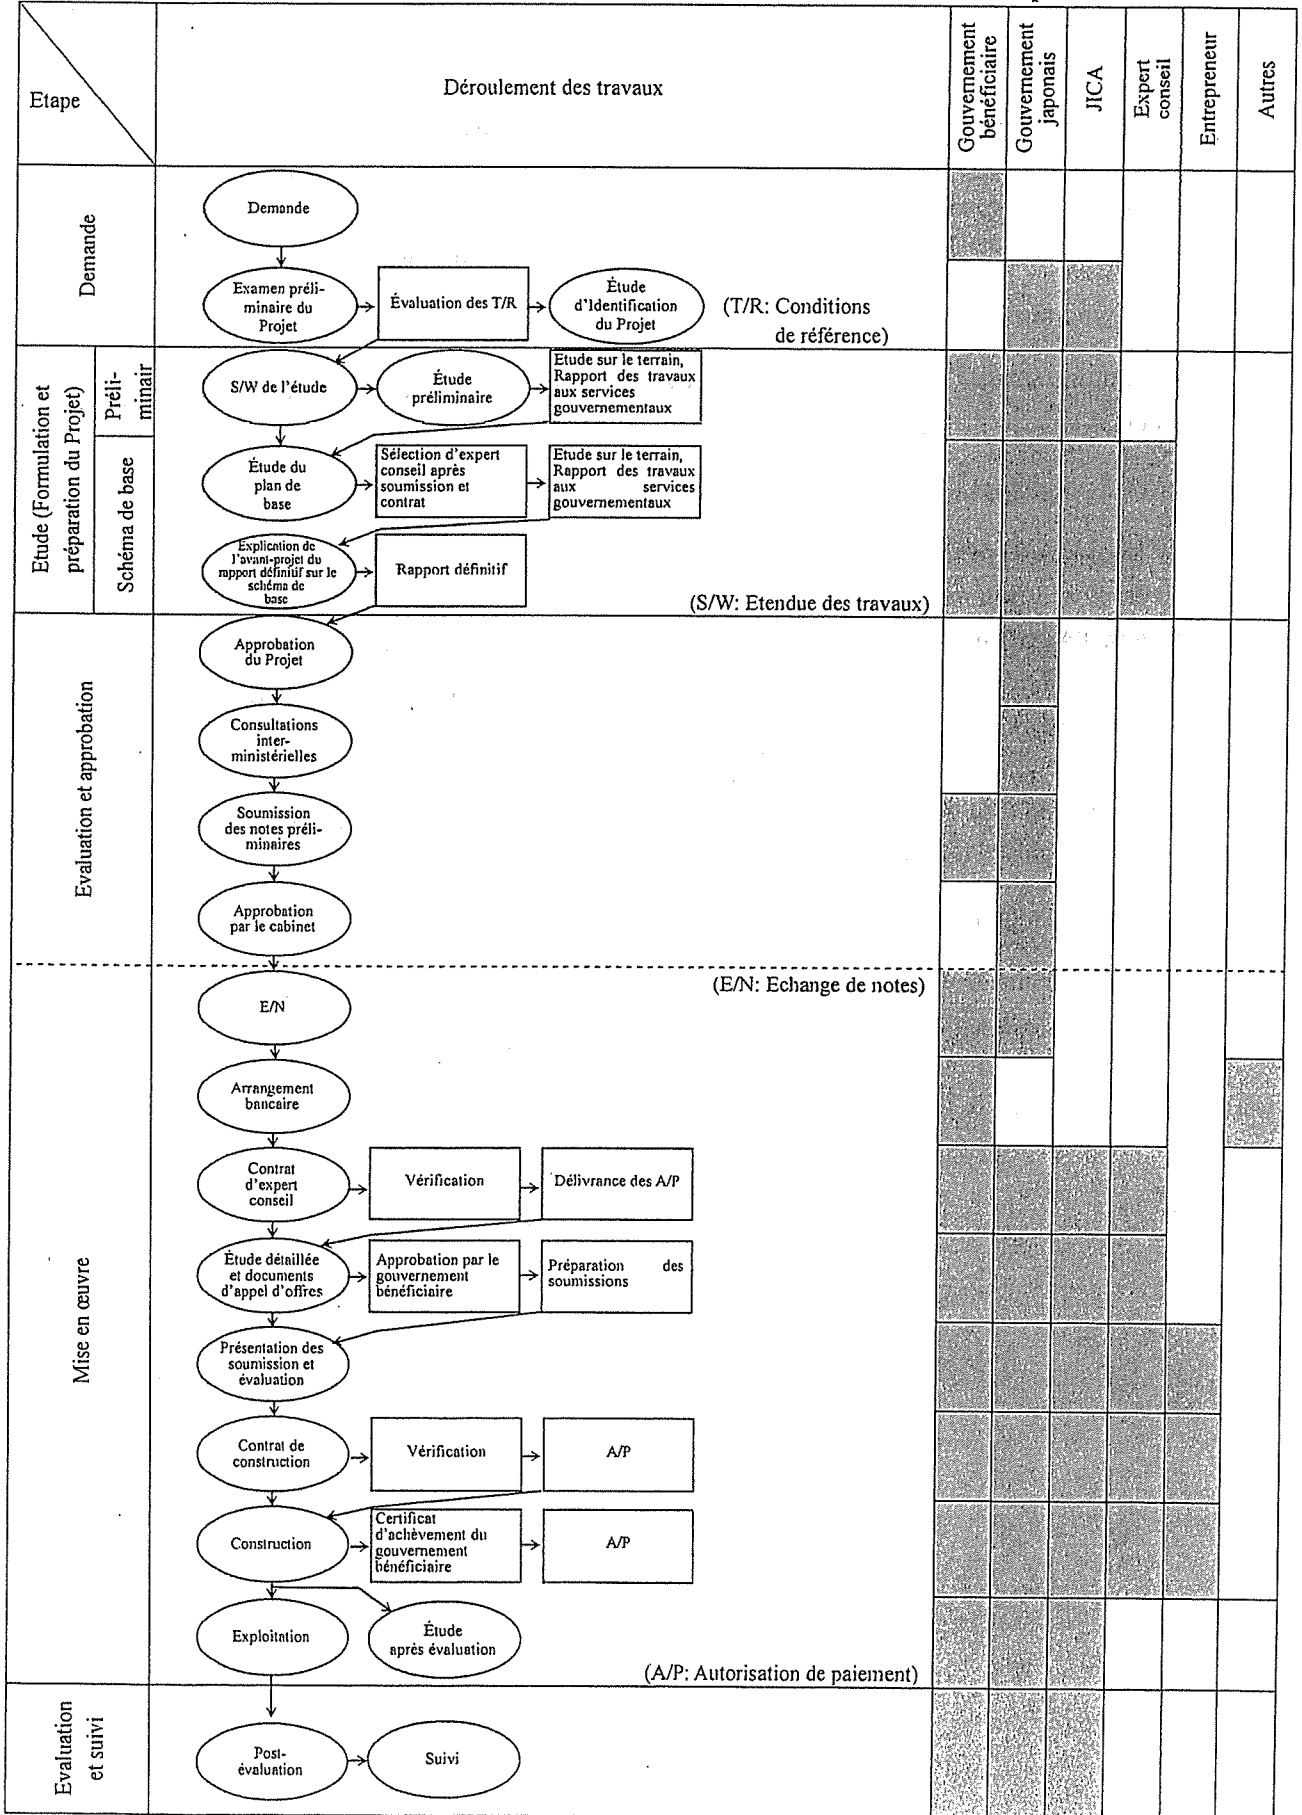 Etape
Déroulement des travaux
Gouvernement
bénéficiaire
Gouvernement
japonais
JICA
Expert
conseil
Entrepreneur
Autres
Demande
Demande
Examen préli-
minaire du
Projet
Évaluation des T/R
Étude
d'Identification
du Projet
(T/R: Conditions
de référence)
Etude (Formulation et
préparation du Projet)
Préli-
minair
S/W de l'étude
Étude
préliminaire
Etude sur le terrain,
Rapport des travaux
aux services
gouvernementaux
Schéma de base
Étude du
plan de
base
Sélection d'expert
conseil après
soumission et
contrat
Etude sur le terrain,
Rapport des travaux
aux services
gouvernementaux
Explication de
l'avant-projet du
rapport définitif sur le
schéma de
base
Rapport définitif
(S/W: Etendue des travaux)
Evaluation et approbation
Approbation
du Projet
Consultations
inter-
ministérielles
Soumission
des notes préli-
minaires
Approbation
par le cabinet
Mise en œuvre
(E/N: Echange de notes)
E/N
Arrangement
bancaire
Contrat
d'expert
conseil
Vérification
Délivrance des A/P
Étude détaillée
et documents
d'appel d'offres
Approbation par le
gouvernement
bénéficiaire
Préparation des
soumissions
Présentation des
soumission et
évaluation
Contrat de
construction
Vérification
A/P
Construction
Certificat
d'achèvement du
gouvernement
bénéficiaire
A/P
Exploitation
Étude
après évaluation
(A/P: Autorisation de paiement)
Evaluation
et suivi
Post-
évaluation
Suivi